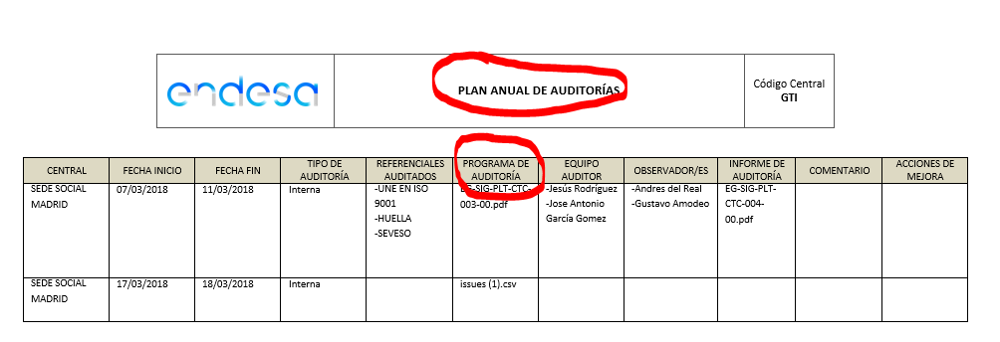 endesa
PLAN ANUAL DE AUDITORÍAS
Código Central
GTI
CENTRAL
FECHA INICIO
FECHA FIN
TIPO DE
AUDITORÍA
REFERENCIALES
AUDITADOS
PROGRAMA DE
AUDITORÍA
EQUIPO
AUDITOR
OBSERVADOR/ES
INFORME DE
AUDITORÍA
COMENTARIO
ACCIONES DE
MEJORA
SEDE SOCIAL
MADRID
07/03/2018
11/03/2018
Interna
-UNE EN ISO
9001
-HUELLA
-SEVESO
EG-SIG-PLT-CTC-
003-00.pdf
-Jesús Rodríguez
-Jose Antonio
García Gomez
-Andres del Real
-Gustavo Amodeo
EG-SIG-PLT-
CTC-004-
00.pdf
SEDE SOCIAL
MADRID
17/03/2018
18/03/2018
Interna
issues (1).csv